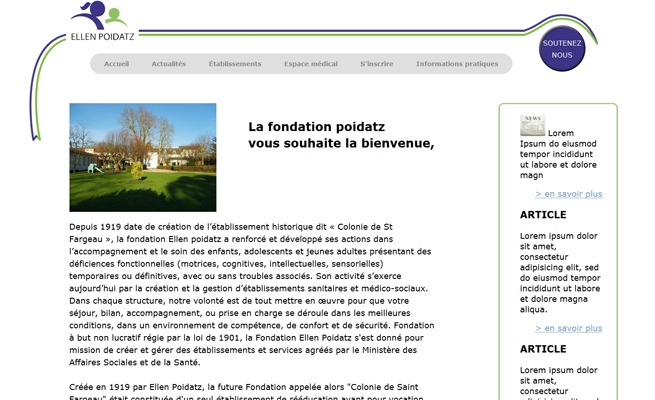 ELLEN POIDATZ
SOUTENEZ
NOUS
Accueil
Actualités
Établissements
Espace médical
S'inscrire
Informations pratiques
La fondation poidatz
vous souhaite la bienvenue,
Depuis 1919 date de création de l'établissement historique dit « Colonie de St
Fargeau », la fondation Ellen poidatz a renforcé et développé ses actions dans
l'accompagnement et le soin des enfants, adolescents et jeunes adultes présentant des
déficiences fonctionnelles (motrices, cognitives, intellectuelles, sensorielles)
temporaires ou définitives, avec ou sans troubles associés. Son activité s'exerce
aujourd'hui par la création et la gestion d'établissements sanitaires et médico-sociaux.
Dans chaque structure, notre volonté est de tout mettre en œuvre pour que votre
séjour, bilan, accompagnement, ou prise en charge se déroule dans les meilleures
conditions, dans un environnement de compétence, de confort et de sécurité. Fondation
à but non lucratif régie par la loi de 1901, la Fondation Ellen Poidatz s'est donné pour
mission de créer et gérer des établissements et services agréés par le Ministère des
Affaires Sociales et de la Santé.
Créée en 1919 par Ellen Poidatz, la future Fondation appelée alors "Colonie de Saint
Fargeau" était constituée d'un seul établissement de rééducation ayant pour vocation
NEWS
Lorem
Ipsum do eiusmod
tempor incididunt
ut labore et dolore
magn
> en savoir plus
ARTICLE
Lorem ipsum dolor
sit amet,
consectetur
adipisicing elit, sed
do eiusmod tempor
incididunt ut labore
et dolore magna
aliqua.
> en savoir plus
ARTICLE
Lorem ipsum dolor
sit amet,
consectetur
adipisicing elit, sed